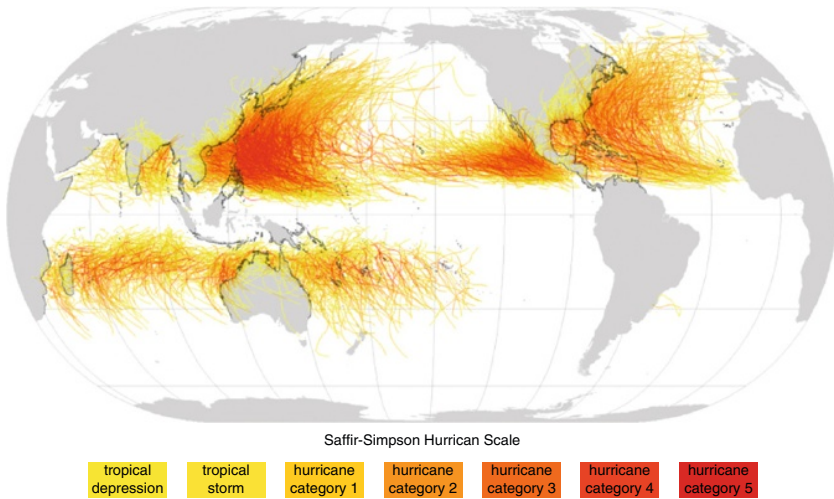 Saffir-Simpson Hurrican Scale
tropical
depression
tropical
storm
hurricane
category 1
hurricane
category 2
hurricane
category 3
hurricane
category 4
hurricane
category 5